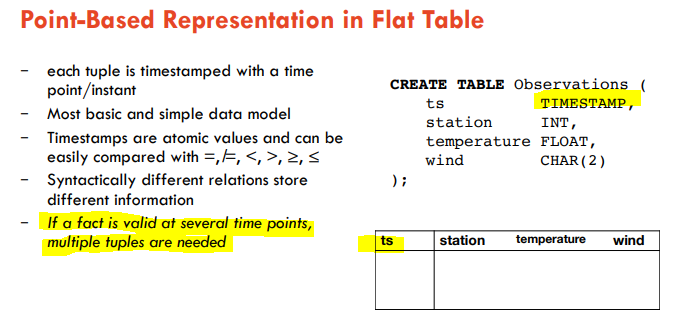 Point-Based Representation in Flat Table
– each tuple is timestamped with a time
point/instant
– Most basic and simple data model
– Timestamps are atomic values and can be
easily compared with =,≠, <, >, ≥, ≤
– Syntactically different relations store
different information
– If a fact is valid at several time points,
multiple tuples are needed
CREATE TABLE Observations (
ts TIMESTAMP,
station INT,
temperature FLOAT,
wind CHAR(2)
);
ts station temperature wind